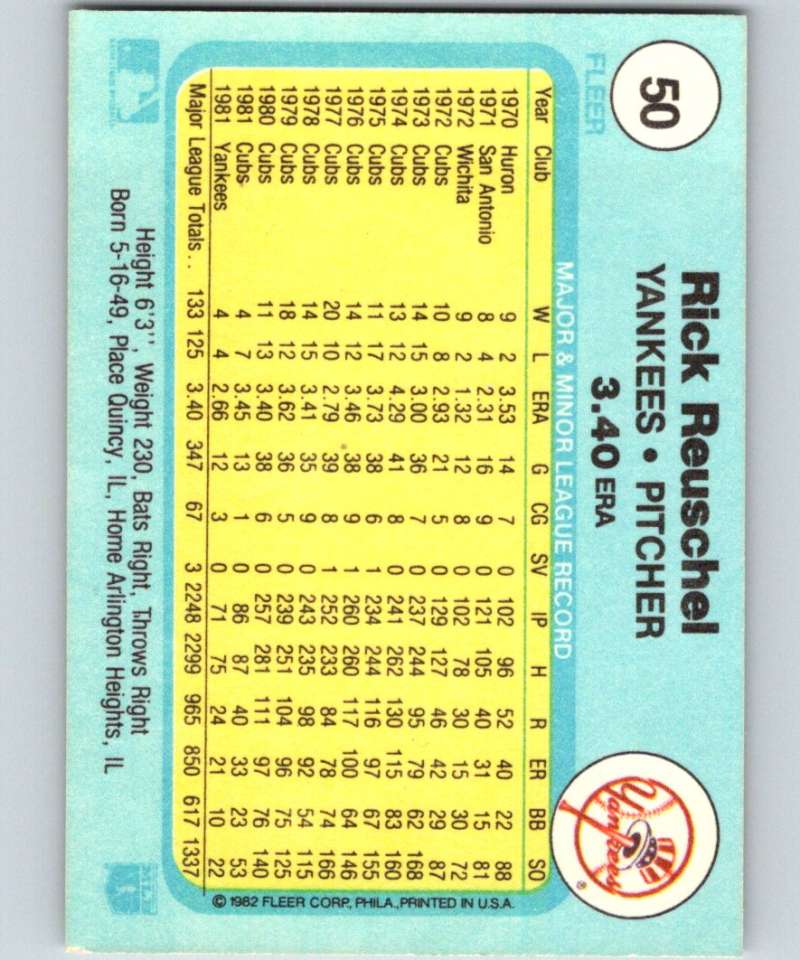 50
FLEER
Rick Reuschel
YANKEES • PITCHER
3.40 ERA
Yankees
®
MAJOR & MINOR LEAGUE RECORD
Year Club W L ERA G CG SV IP H R ER BB SO
1970 Huron 9 2 3.53 14 7 0 102 96 52 40 22 88
1971 San Antonio 8 4 2.31 16 9 0 121 105 40 31 15 81
1972 Wichita 9 2 1.32 12 8 0 102 78 30 15 30 72
1972 Cubs 10 8 2.93 21 5 0 129 127 46 42 29 87
1973 Cubs 14 15 3.00 36 7 0 237 244 95 79 62 168
1974 Cubs 13 12 4.29 41 8 0 241 262 130 115 83 160
1975 Cubs 11 17 3.73 38 6 1 234 244 116 97 67 155
1976 Cubs 14 12 3.46 38 9 1 260 260 117 100 64 146
1977 Cubs 20 10 2.79 39 8 1 252 233 84 78 74 166
1978 Cubs 14 15 3.41 35 9 0 243 235 98 92 54 115
1979 Cubs 18 12 3.62 36 5 0 239 251 104 96 75 125
1980 Cubs 11 13 3.40 38 6 0 257 281 111 97 76 140
1981 Cubs 4 7 3.45 13 1 0 86 87 40 33 23 53
1981 Yankees 4 4 2.66 12 3 0 71 75 24 21 10 22
Major League Totals.. 133 125 3.40 347 67 3 2248 2299 965 850 617 1337
© 1982 FLEER CORP., PHILA., PRINTED IN U.S.A.
Height 6'3'', Weight 230, Bats Right, Throws Right
Born 5-16-49, Place Quincy, IL, Home Arlington Heights, IL